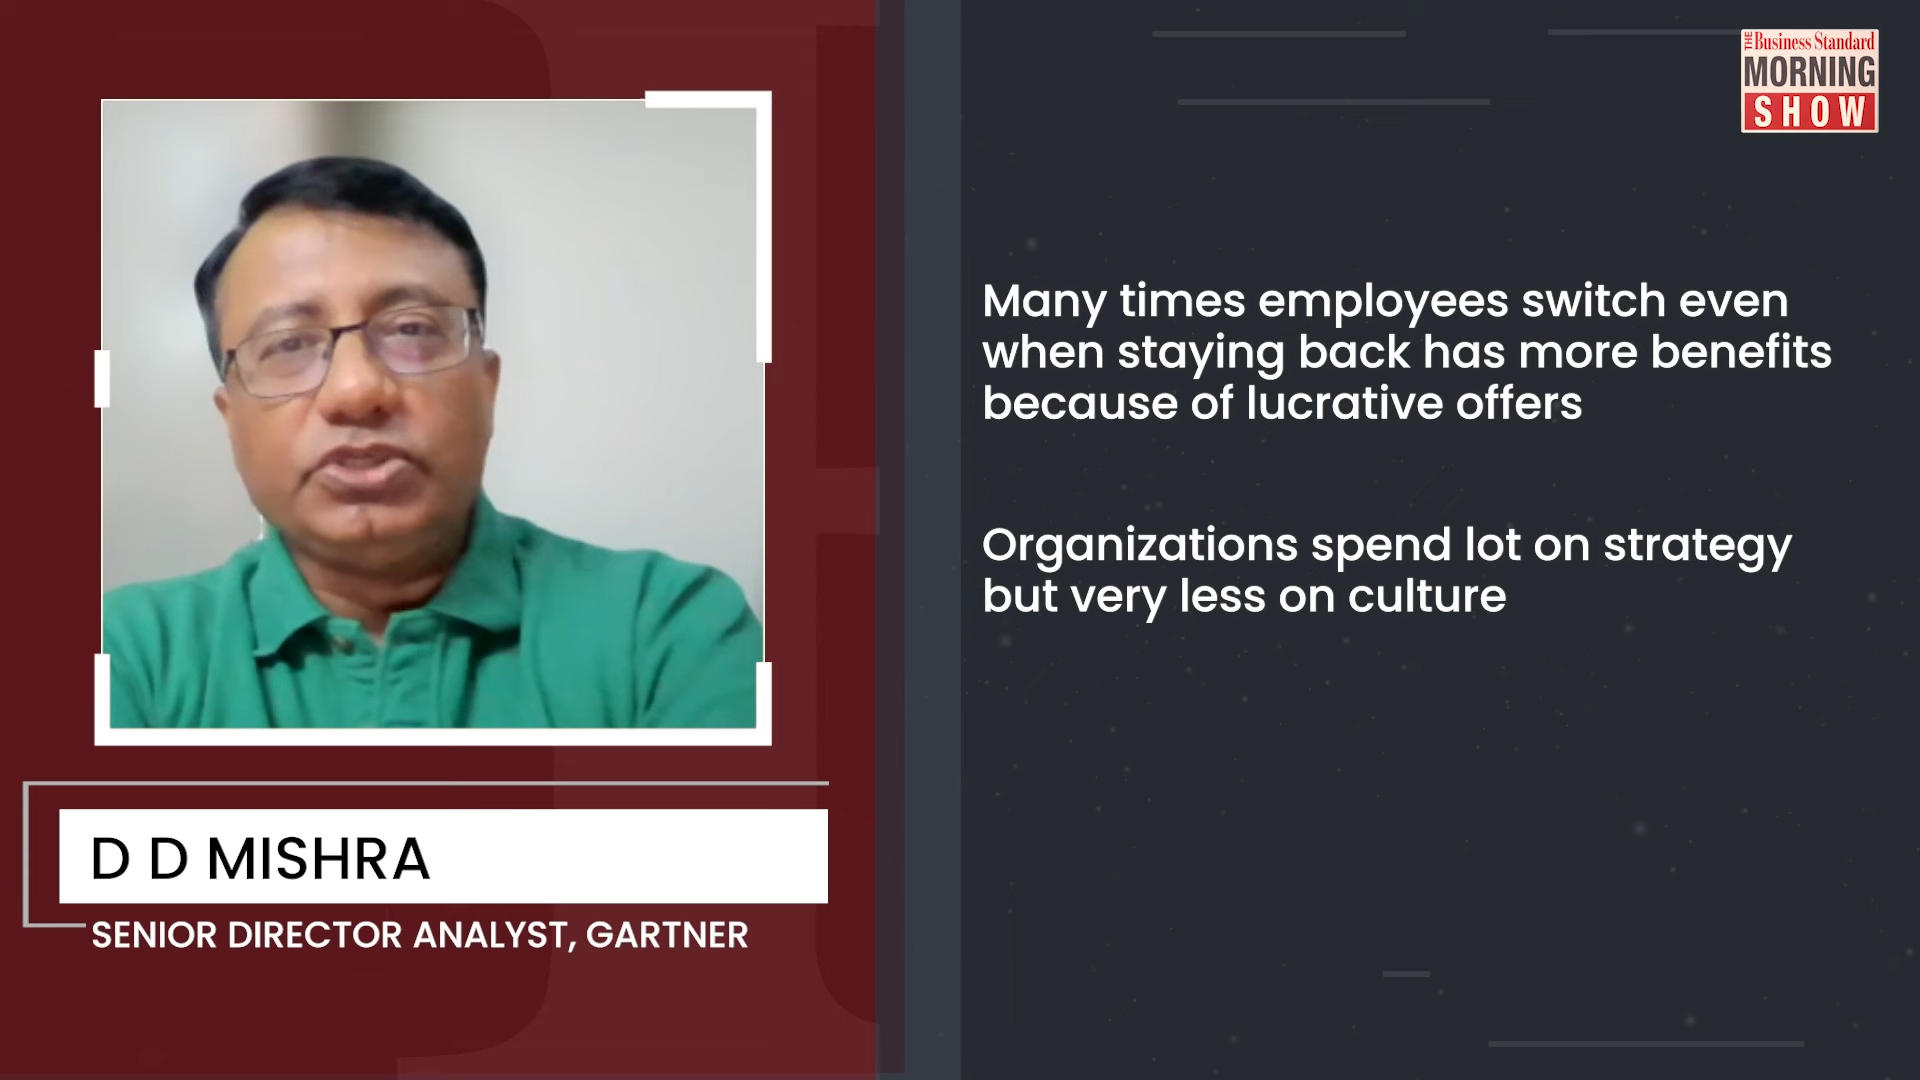 THE
Business Standard
MORNING
SHOW
Many times employees switch even
when staying back has more benefits
because of lucrative offers
Organizations spend lot on strategy
but very less on culture
D D MISHRA
SENIOR DIRECTOR ANALYST, GARTNER